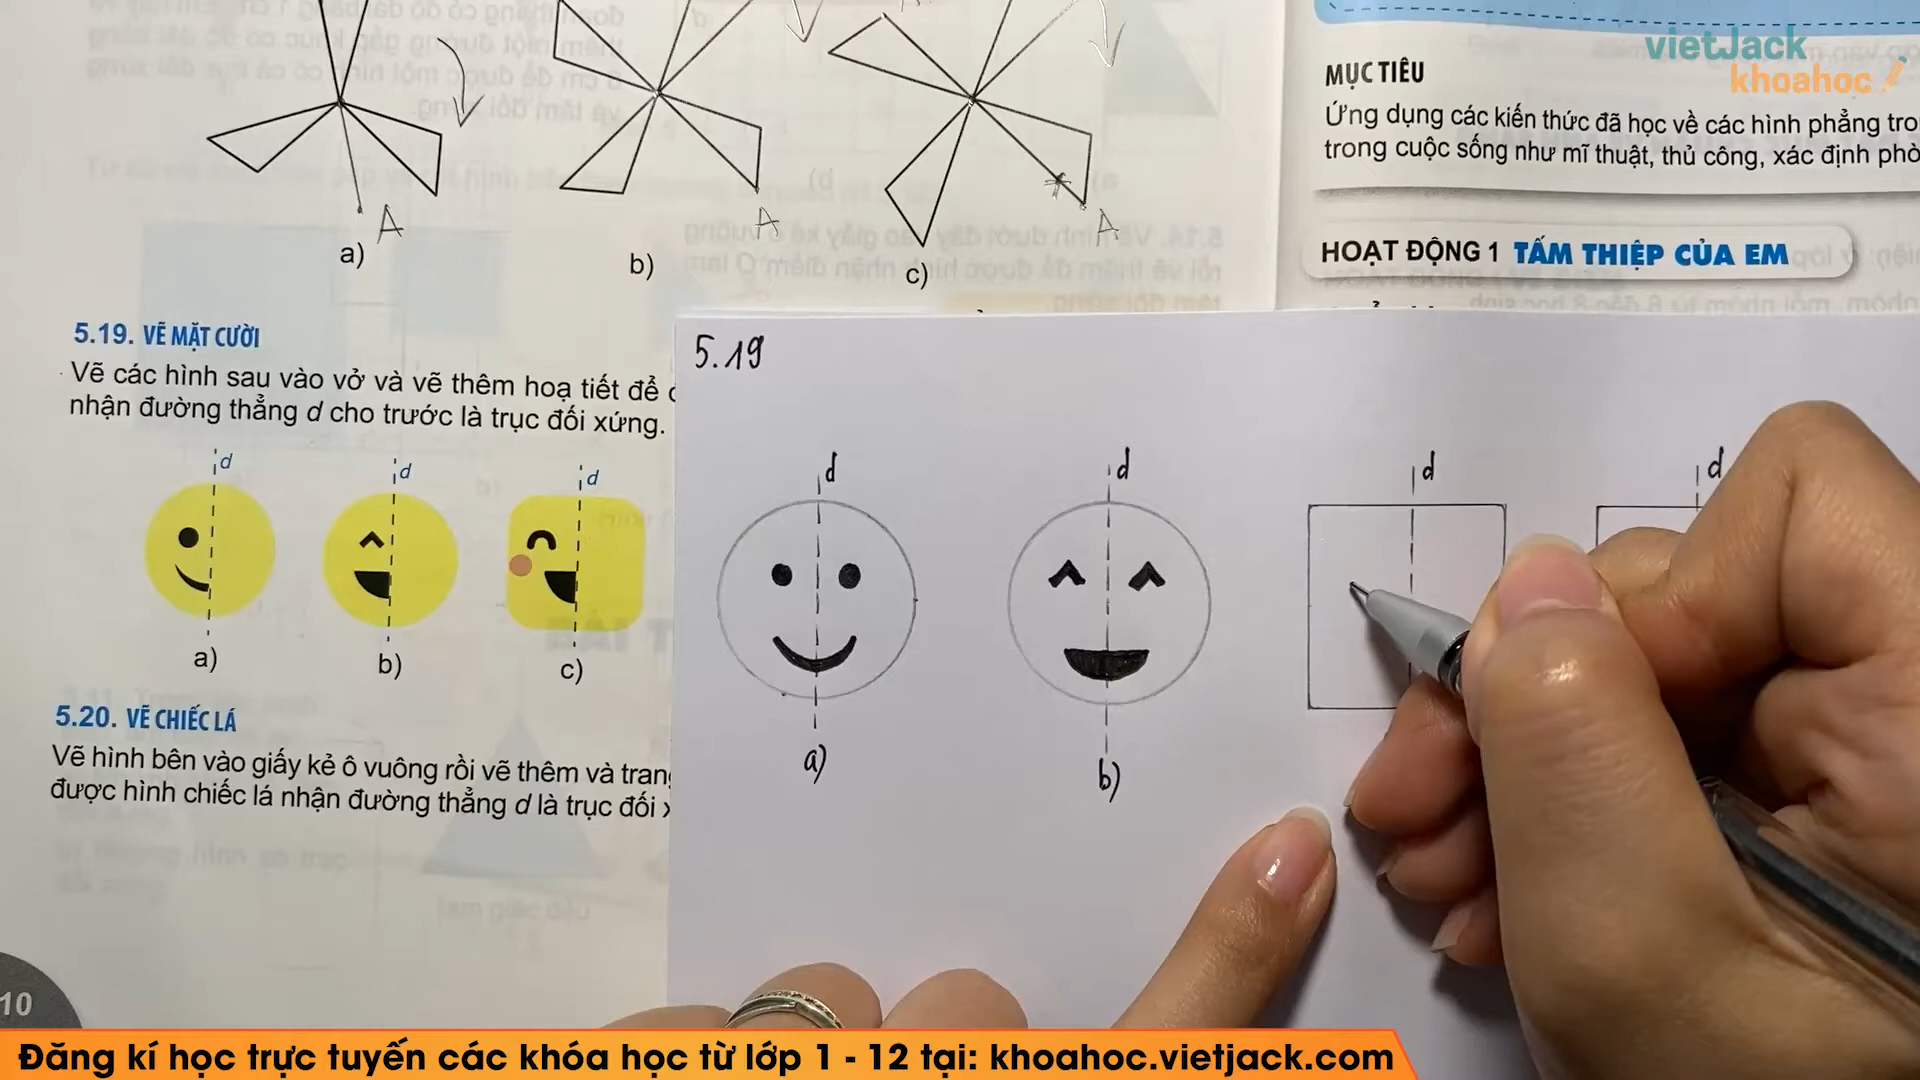 vietJack
khoahoc
MỤC TIÊU
Ứng dụng các kiến thức đã học về các hình phẳng
trong cuộc sống như mĩ thuật, thủ công, xác định
HOẠT ĐỘNG 1 TẤM THIỆP CỦA EM
A
A
A
a)
b)
c)
5.19. VẼ MẶT CƯỜI
Vẽ các hình sau vào vở và vẽ thêm hoạ tiết để
nhận đường thẳng d cho trước là trục đối xứng.
d
d
d
a)
b)
c)
5.20. VẼ CHIẾC LÁ
Vẽ hình bên vào giấy kẻ ô vuông rồi vẽ thêm và
được hình chiếc lá nhận đường thẳng d là trục đối
10
5.19
d
d
d
d
a)
b)
Đăng kí học trực tuyến các khóa học từ lớp 1 - 12 tại: khoahoc.vietjack.com